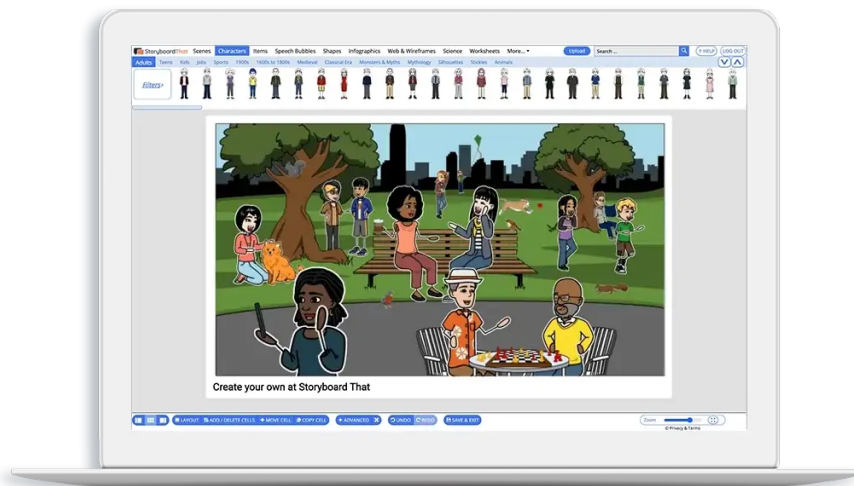 StoryboardThat Scenes Characters Items Speech Bubbles Shapes Infographics Web & Wireframes Science Worksheets More... Upload Search ... ? HELP LOG OUT
Adults Teens Kids Jobs Sports 1900s 1600s to 1800s Medieval Classical Era Monsters & Myths Mythology Silhouettes Stickies Animals
Filters>
Create your own at Storyboard That
LAYOUT ADD / DELETE CELLS MOVE CELL COPY CELL + ADVANCED UNDO REDO SAVE & EXIT Zoom
© Privacy & Terms